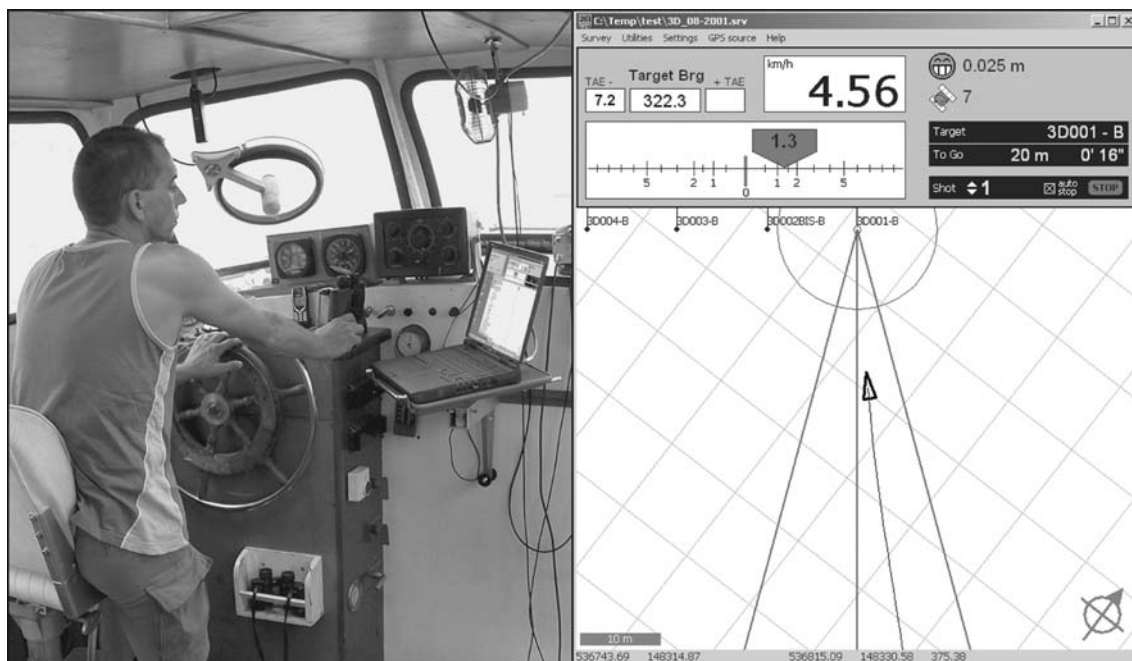 C:\Temp\test\3D_08-2001.srv
Survey Utilities Settings GPS source Help
TAE - Target Brg + TAE
7.2 322.3
km/h
4.56
0.025 m
7
1.3
5 2 1 0 1 2 5
Target 3D001 - B
To Go 20 m 0' 16"
Shot 1 auto stop STOP
3D004-B 3D003-B 3D002BIS-B 3D001-B
10 m
536743.69 148314.87 536815.09 148330.58 375.38